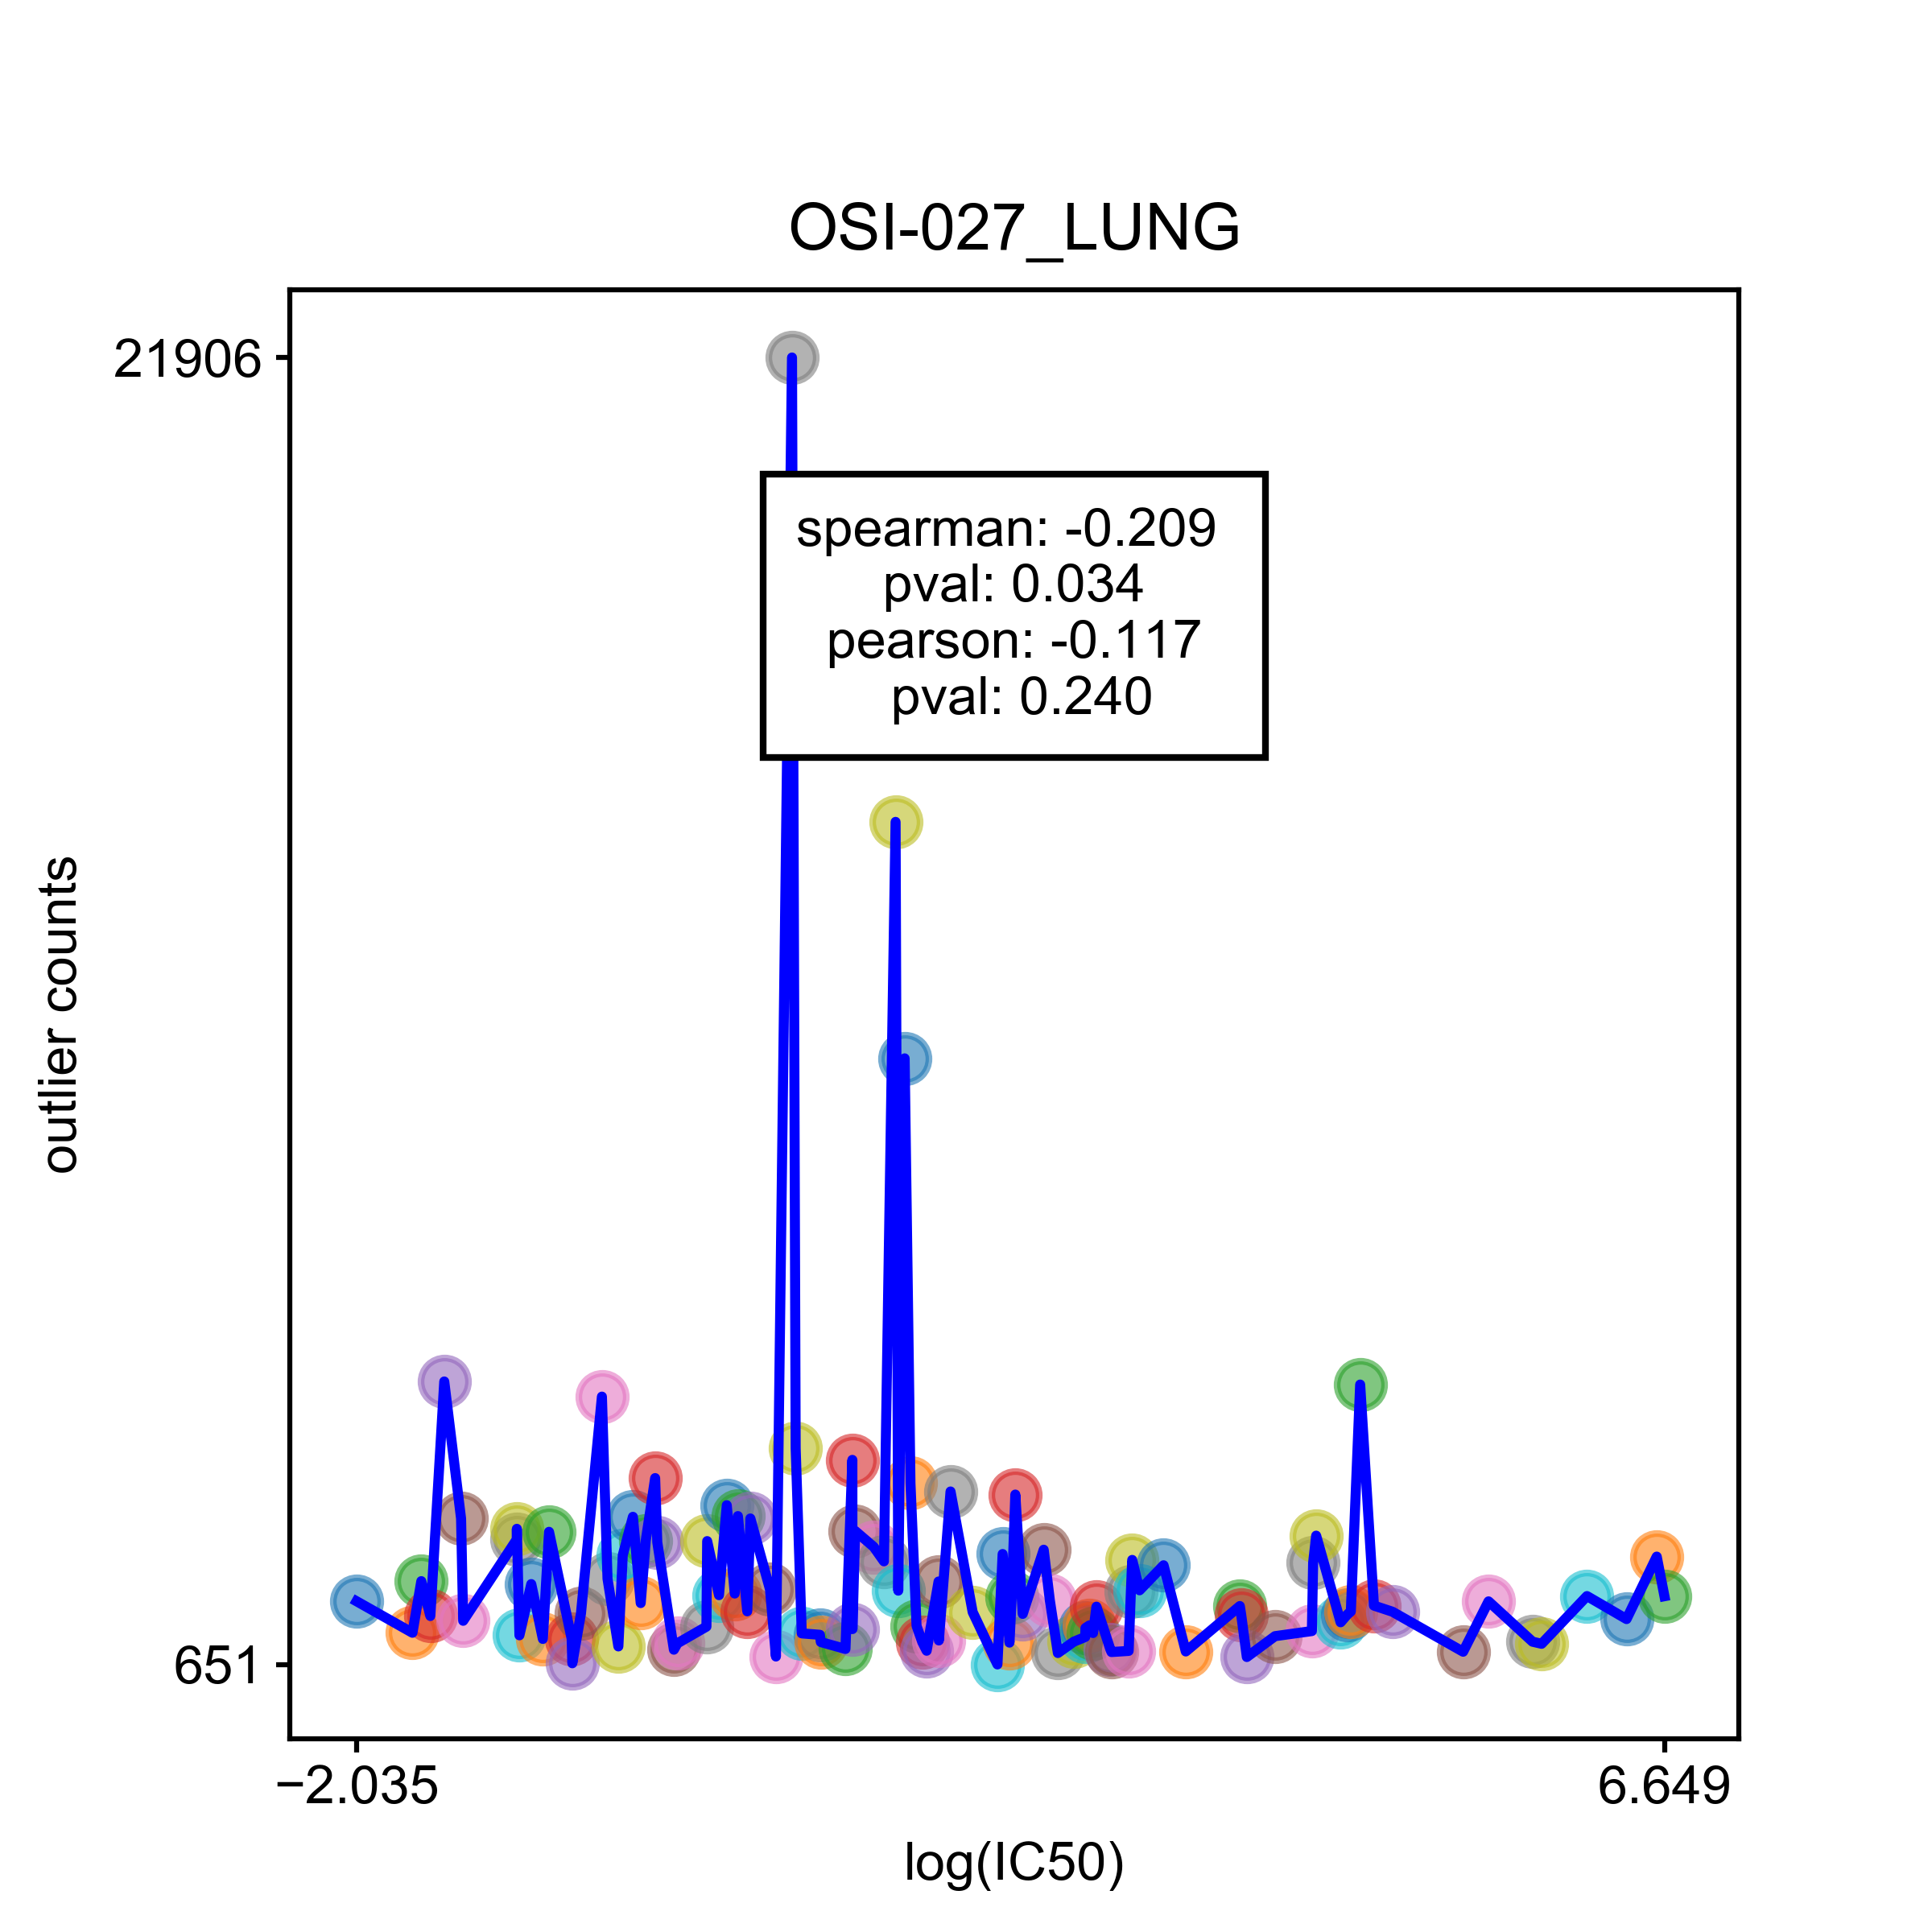 OSI-027_LUNG
21906
spearman: -0.209
pval: 0.034
pearson: -0.117
pval: 0.240
outlier counts
651
−2.035
6.649
log(IC50)